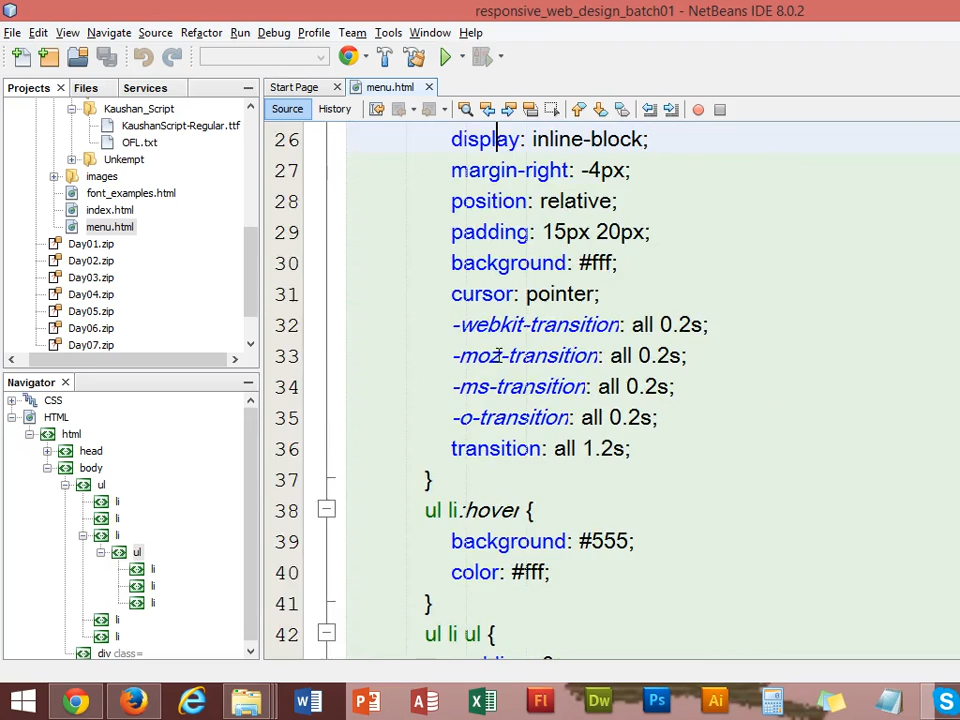 responsive_web_design_batch01 - NetBeans IDE 8.0.2
File Edit View Navigate Source Refactor Run Debug Profile Team Tools Window Help
Projects Files Services
Start Page menu.html
Source History
Kaushan_Script
KaushanScript-Regular.ttf
OFL.txt
Unkempt
images
font_examples.html
index.html
menu.html
Day01.zip
Day02.zip
Day03.zip
Day04.zip
Day05.zip
Day06.zip
Day07.zip
Navigator
CSS
HTML
html
head
body
ul
li
li
li
ul
li
li
li
li
li
div class=
26 display: inline-block;
27 margin-right: -4px;
28 position: relative;
29 padding: 15px 20px;
30 background: #fff;
31 cursor: pointer;
32 -webkit-transition: all 0.2s;
33 -moz-transition: all 0.2s;
34 -ms-transition: all 0.2s;
35 -o-transition: all 0.2s;
36 transition: all 1.2s;
37 }
38 ul li:hover {
39 background: #555;
40 color: #fff;
41 }
42 ul li ul {
Fl Dw Ps Ai S